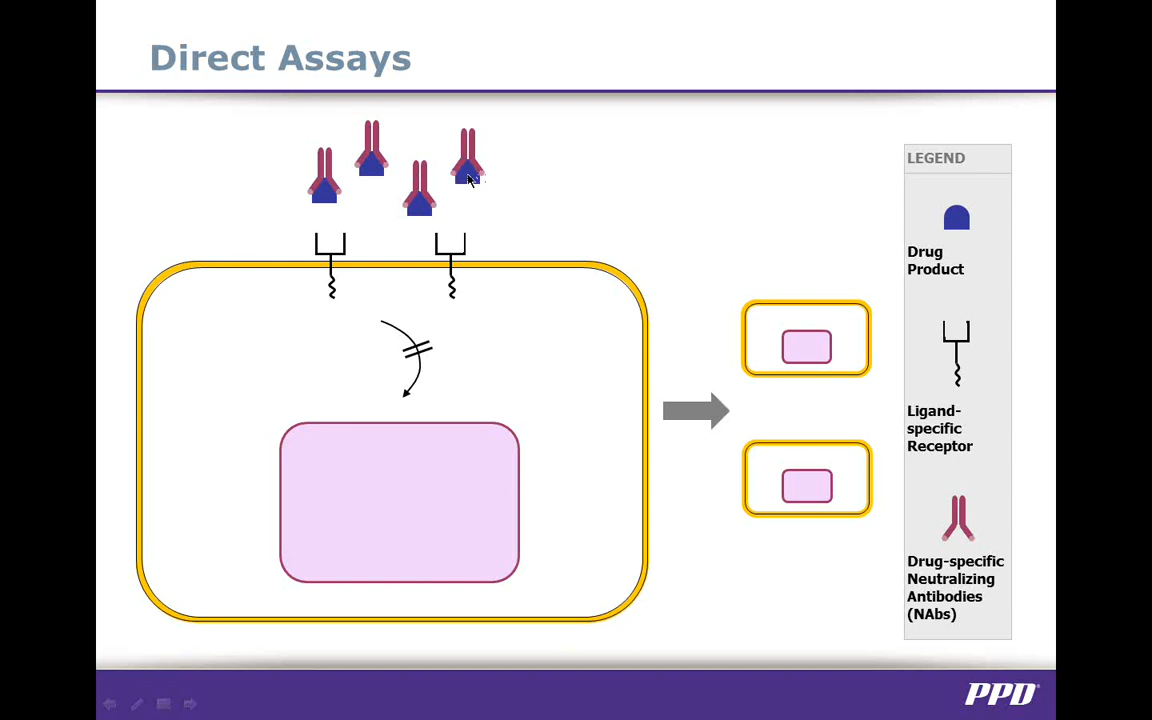 Direct Assays
LEGEND
Drug
Product
Ligand-
specific
Receptor
Drug-specific
Neutralizing
Antibodies
(NAbs)
PPD